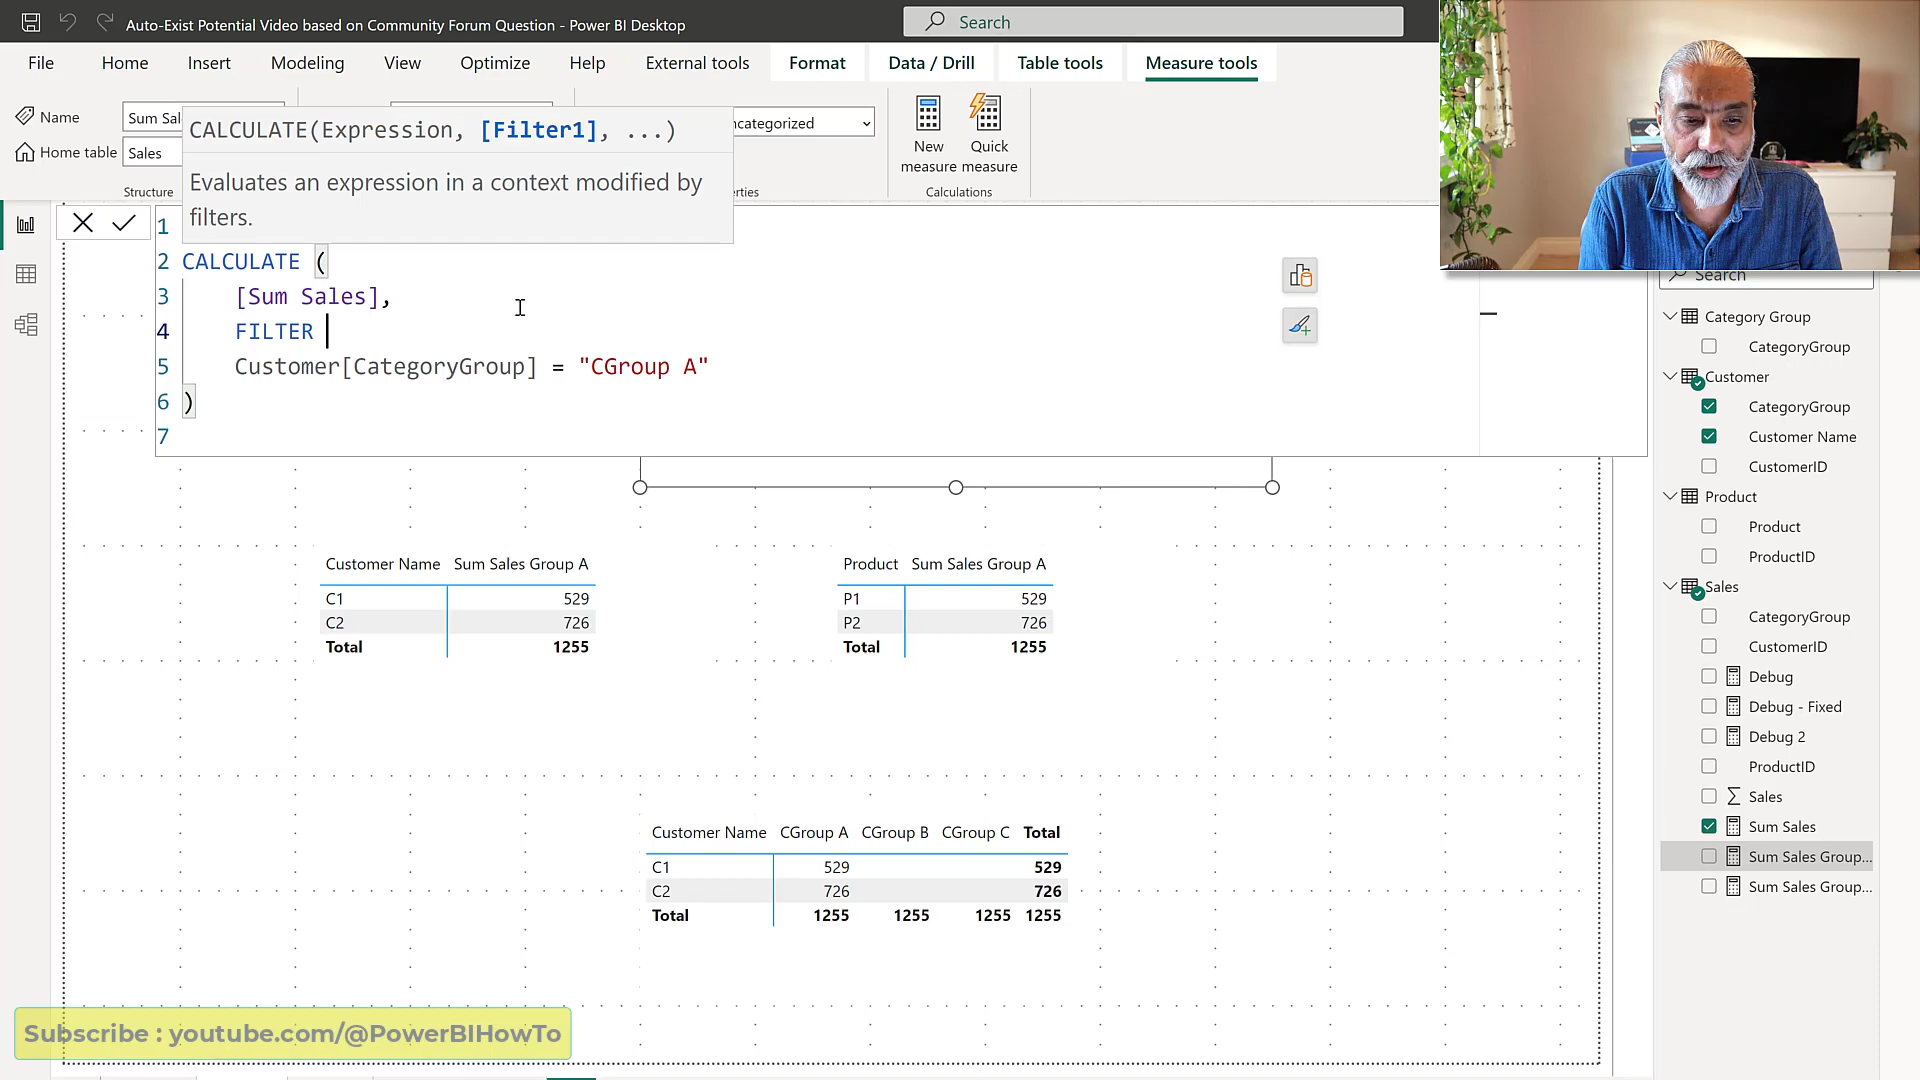 Auto-Exist Potential Video based on Community Forum Question - Power BI Desktop
Search
File Home Insert Modeling View Optimize Help External tools Format Data / Drill Table tools Measure tools
Name
Sum Sal
Home table
Sales
Structure
ncategorized
erties
New measure
Quick measure
Calculations
CALCULATE(Expression, [Filter1], ...)
Evaluates an expression in a context modified by
filters.
1
2 CALCULATE (
3 [Sum Sales],
4 FILTER
5 Customer[CategoryGroup] = "CGroup A"
6 )
7
Customer Name Sum Sales Group A
C1 529
C2 726
Total 1255
Product Sum Sales Group A
P1 529
P2 726
Total 1255
Customer Name CGroup A CGroup B CGroup C Total
C1 529 529
C2 726 726
Total 1255 1255 1255 1255
Search
Category Group
CategoryGroup
Customer
CategoryGroup
Customer Name
CustomerID
Product
Product
ProductID
Sales
CategoryGroup
CustomerID
Debug
Debug - Fixed
Debug 2
ProductID
Sales
Sum Sales
Sum Sales Group...
Sum Sales Group...
Subscribe : youtube.com/@PowerBIHowTo